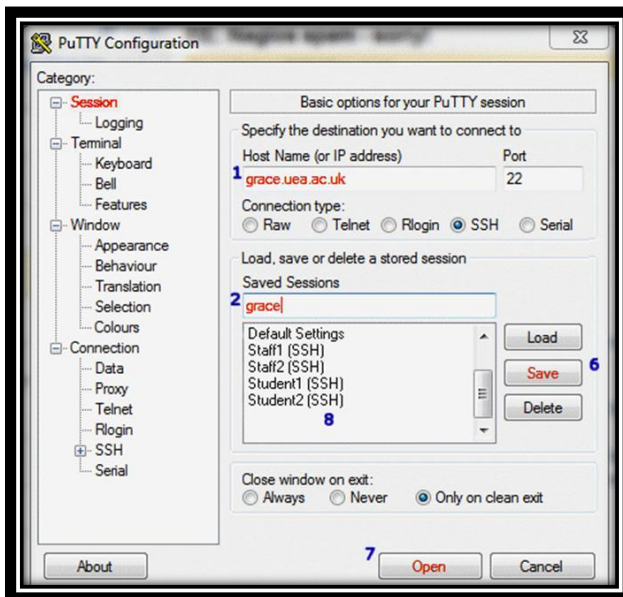 PuTTY Configuration
Category:
Session
Logging
Terminal
Keyboard
Bell
Features
Window
Appearance
Behaviour
Translation
Selection
Colours
Connection
Data
Proxy
Telnet
Rlogin
SSH
Serial
Basic options for your PuTTY session
Specify the destination you want to connect to
Host Name (or IP address) Port
1 grace.uea.ac.uk 22
Connection type:
Raw Telnet Rlogin SSH Serial
Load, save or delete a stored session
Saved Sessions
2 grace
Default Settings
Staff1 (SSH)
Staff2 (SSH)
Student1 (SSH)
Student2 (SSH)
8
Load
Save 6
Delete
Close window on exit:
Always Never Only on clean exit
About 7 Open Cancel